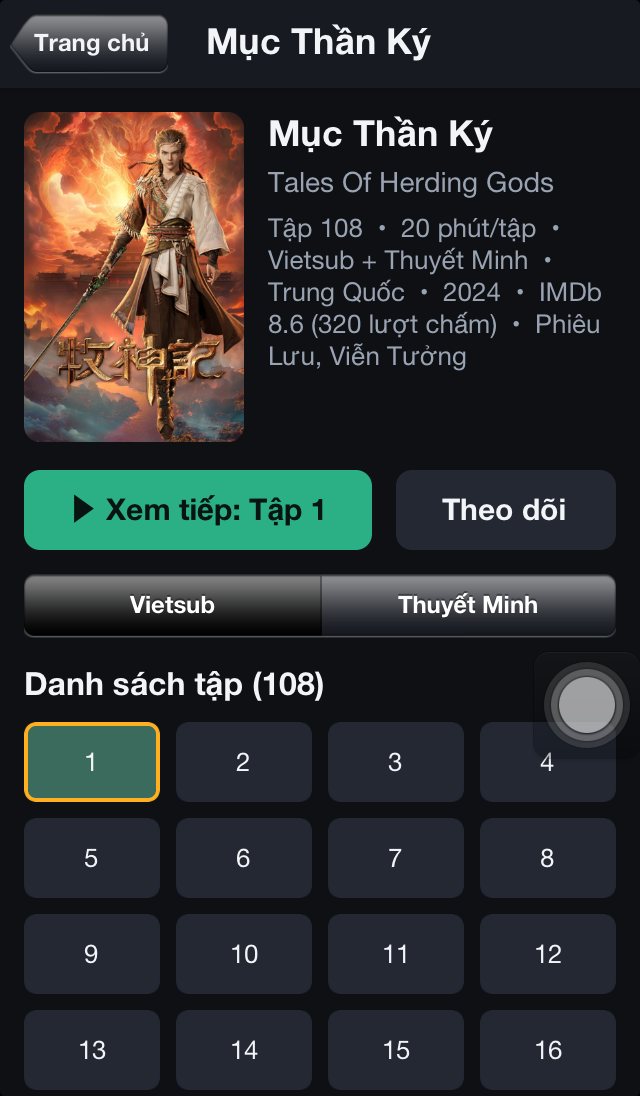 Trang chủ
Mục Thần Ký
牧神記
Mục Thần Ký
Tales Of Herding Gods
Tập 108 • 20 phút/tập •
Vietsub + Thuyết Minh •
Trung Quốc • 2024 • IMDb
8.6 (320 lượt chấm) • Phiêu
Lưu, Viễn Tưởng
▶ Xem tiếp: Tập 1
Theo dõi
Vietsub
Thuyết Minh
Danh sách tập (108)
1 2 3 4
5 6 7 8
9 10 11 12
13 14 15 16